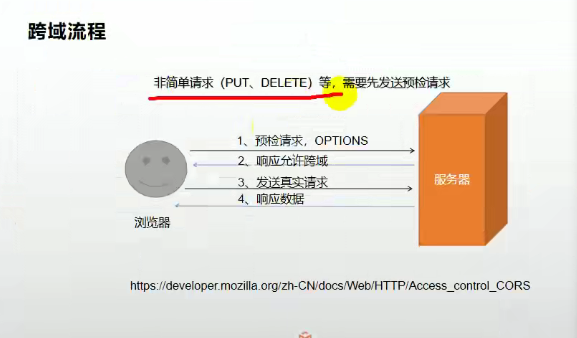 跨域流程
非简单请求（PUT、DELETE）等，需要先发送预检请求
1、预检请求，OPTIONS
2、响应允许跨域
3、发送真实请求
4、响应数据
浏览器
服务器
https://developer.mozilla.org/zh-CN/docs/Web/HTTP/Access_control_CORS